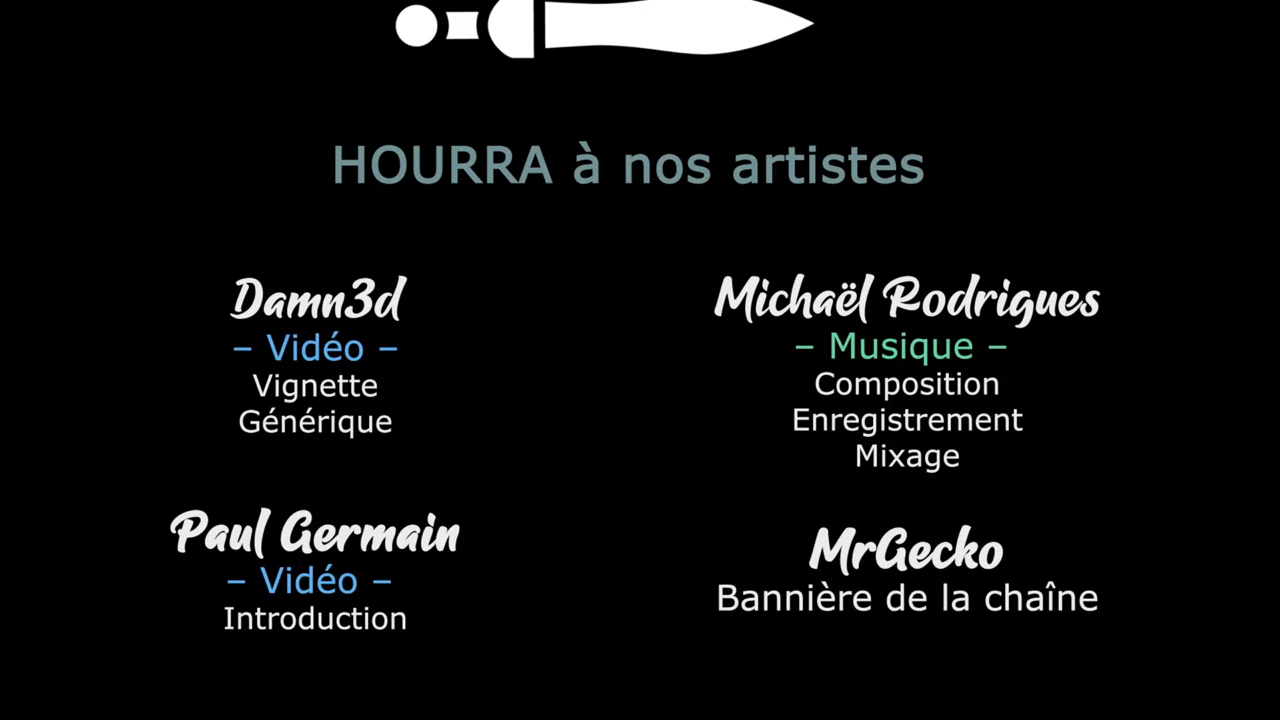 HOURRA à nos artistes
Damn3d
– Vidéo –
Vignette
Générique
Paul Germain
– Vidéo –
Introduction
Michaël Rodrigues
– Musique –
Composition
Enregistrement
Mixage
MrGecko
Bannière de la chaîne